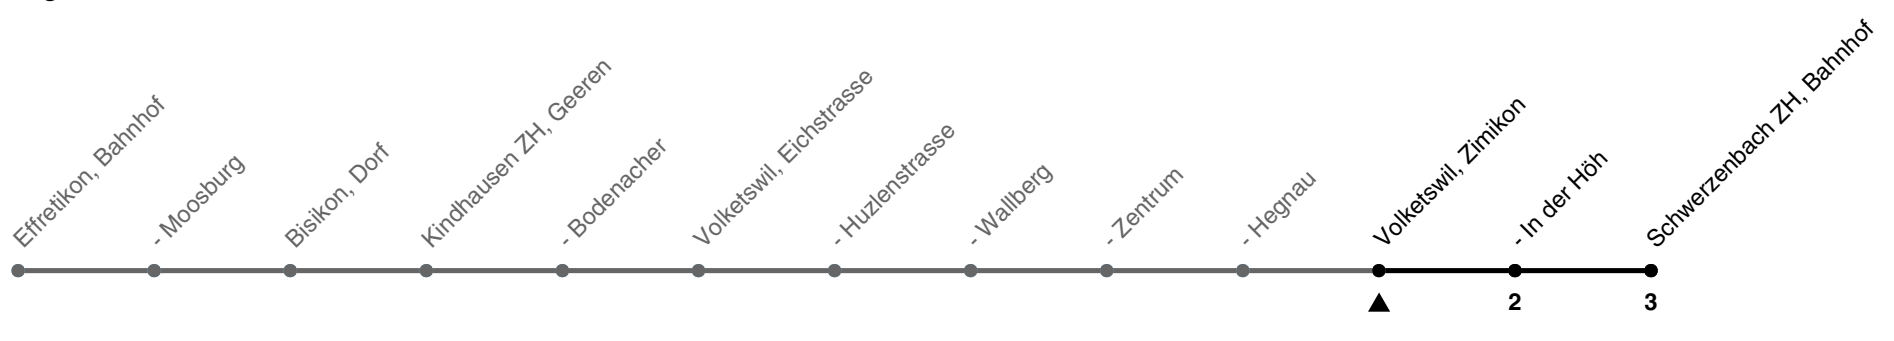 Effretikon, Bahnhof
- Moosburg
Bisikon, Dorf
Kindhausen ZH, Geeren
- Bodenacher
Volketswil, Eichstrasse
- Huzlenstrasse
- Wallberg
- Zentrum
- Hegnau
Volketswil, Zimikon
- In der Höh
Schwerzenbach ZH, Bahnhof
2
3